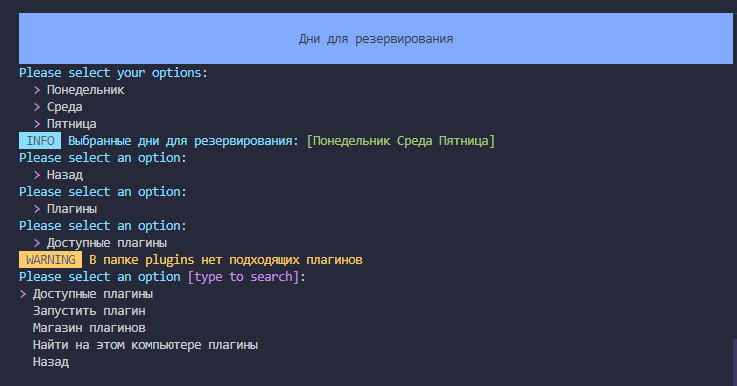 Дни для резервирования
Please select your options:
> Понедельник
> Среда
> Пятница
INFO Выбранные дни для резервирования: [Понедельник Среда Пятница]
Please select an option:
> Назад
Please select an option:
> Плагины
Please select an option:
> Доступные плагины
WARNING В папке plugins нет подходящих плагинов
Please select an option [type to search]:
> Доступные плагины
Запустить плагин
Магазин плагинов
Найти на этом компьютере плагины
Назад